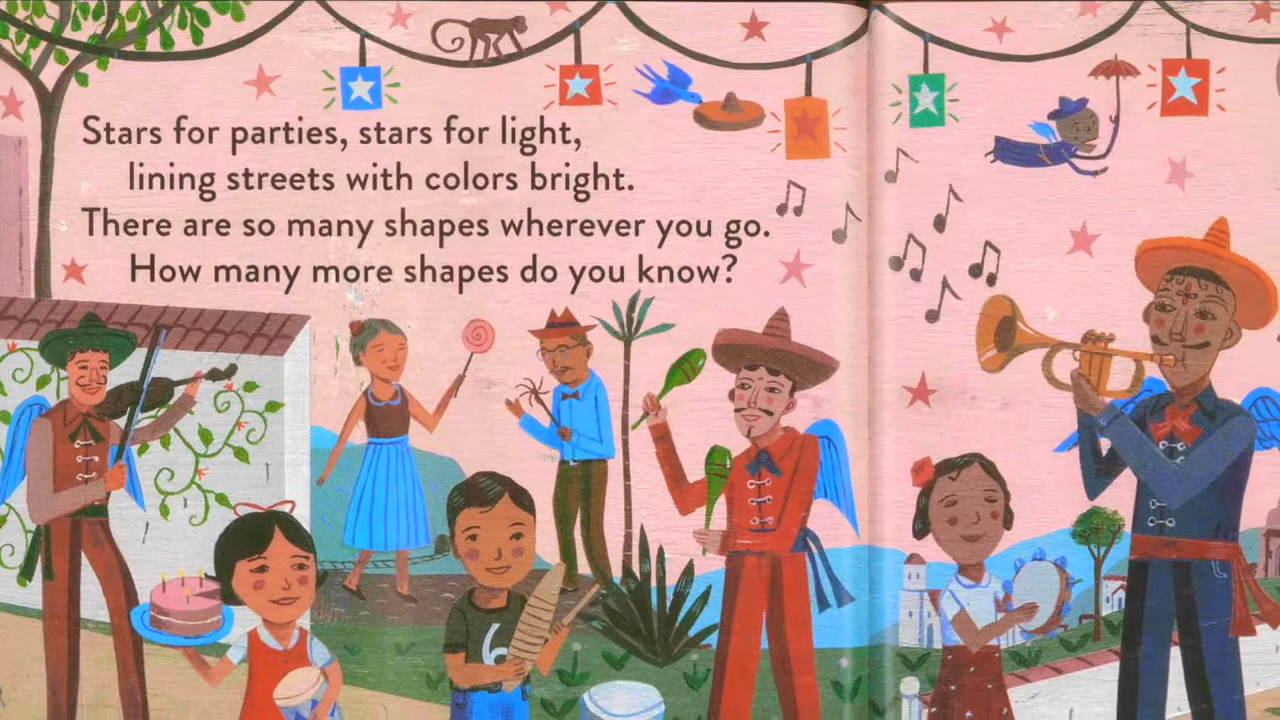 Stars for parties, stars for light,
lining streets with colors bright.
There are so many shapes wherever you go.
How many more shapes do you know?
6